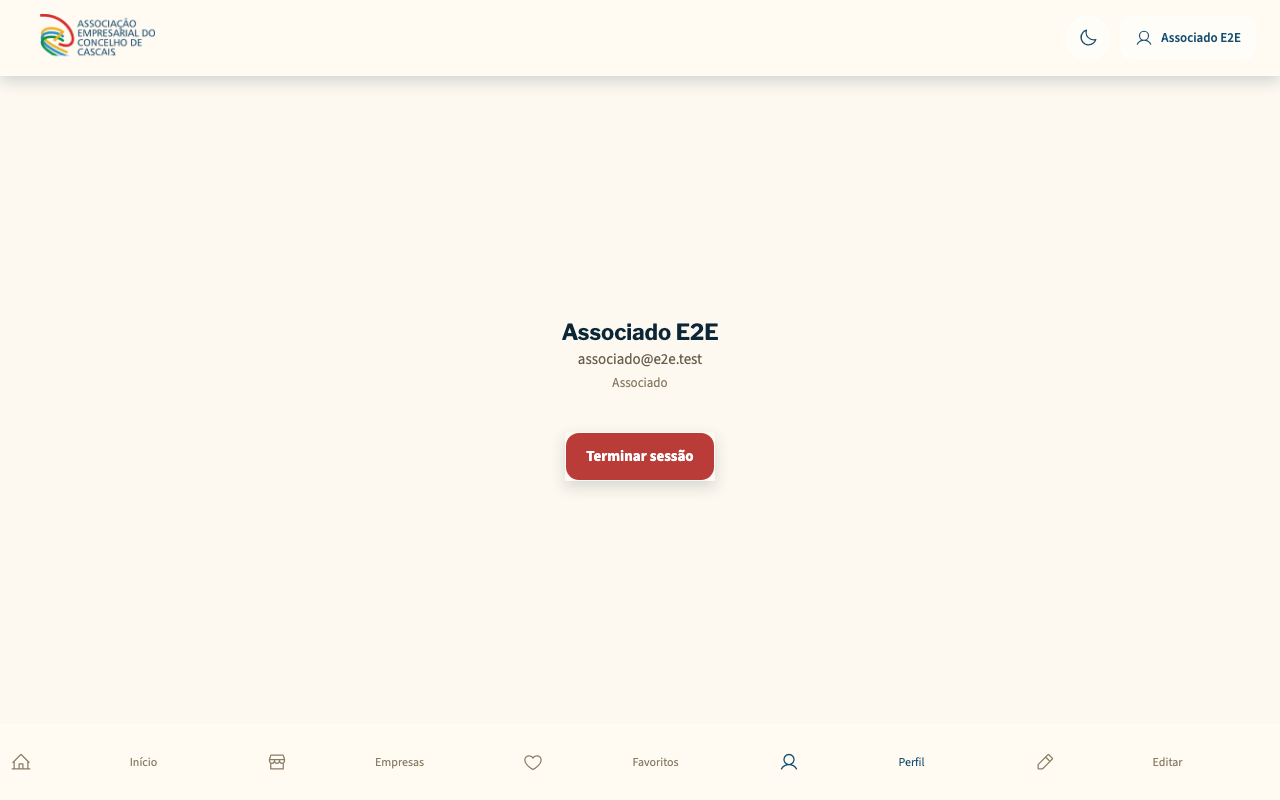 ASSOCIAÇÃO
EMPRESARIAL DO
CONCELHO DE
CASCAIS
Associado E2E
Associado E2E
associado@e2e.test
Associado
Terminar sessão
Início
Empresas
Favoritos
Perfil
Editar